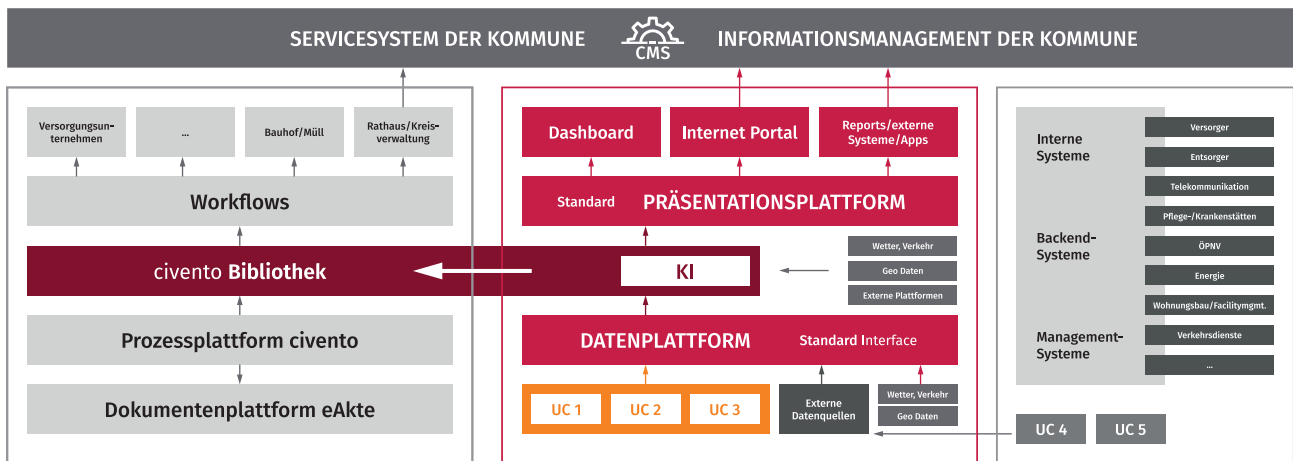 SERVICESYSTEM DER KOMMUNE
CMS
INFORMATIONSMANAGEMENT DER KOMMUNE
Versorgungsun-
ternehmen
...
Bauhof/Müll
Rathaus/Kreis-
verwaltung
Workflows
civento Bibliothek
Prozessplattform civento
Dokumentenplattform eAkte
Dashboard
Internet Portal
Reports/externe
Systeme/Apps
Standard PRÄSENTATIONSPLATTFORM
KI
Wetter, Verkehr
Geo Daten
Externe Plattformen
DATENPLATTFORM Standard Interface
UC 1
UC 2
UC 3
Externe
Datenquellen
Wetter, Verkehr
Geo Daten
Interne
Systeme
Backend-
Systeme
Management-
Systeme
Versorger
Entsorger
Telekommunikation
Pflege-/Krankenstätten
ÖPNV
Energie
Wohnungsbau/Facilitymgmt.
Verkehrsdienste
...
UC 4
UC 5